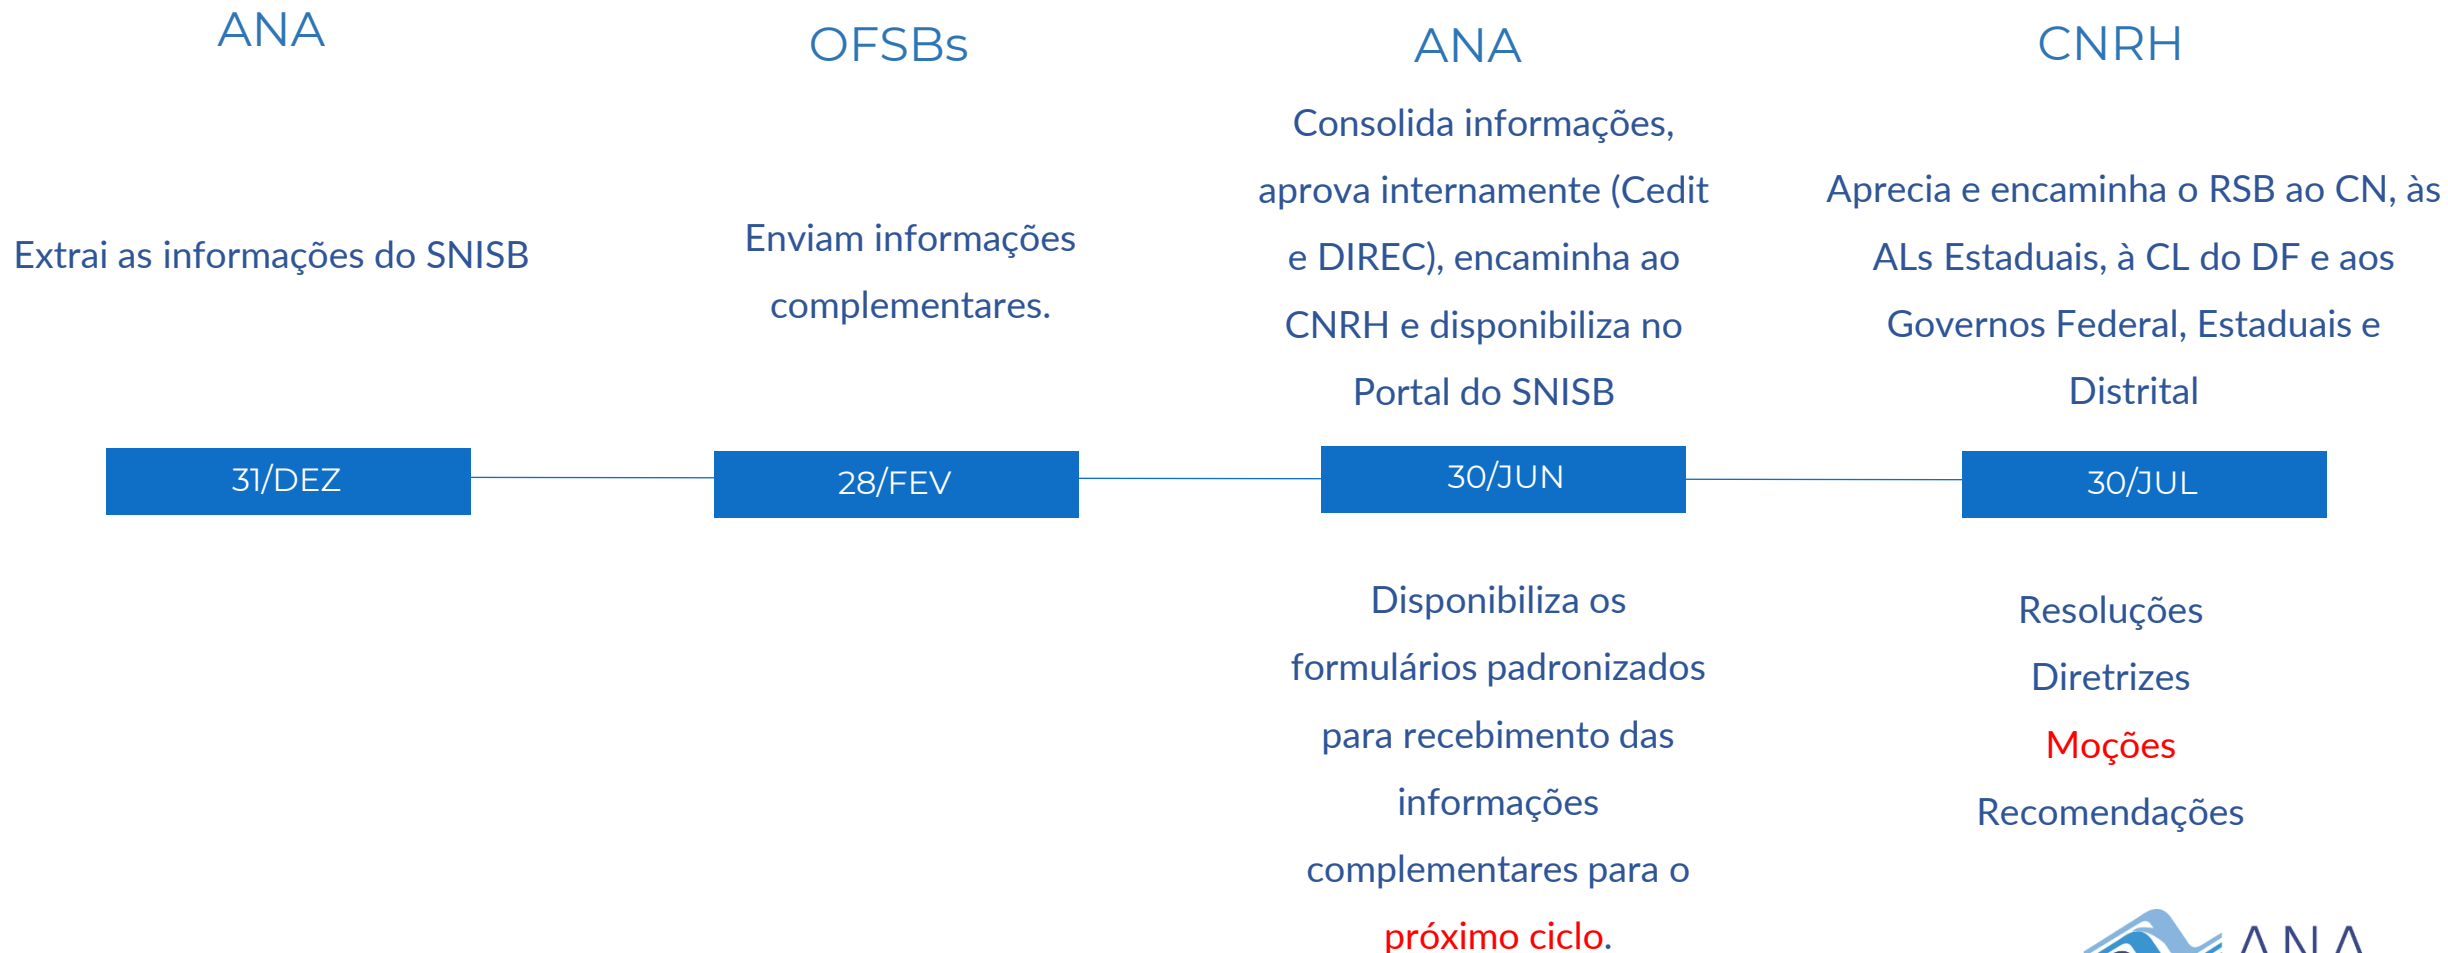 ANA
Extrai as informações do SNISB
31/DEZ
OFSBs
Enviam informações
complementares.
28/FEV
ANA
Consolida informações,
aprova internamente (Cedit
e DIREC), encaminha ao
CNRH e disponibiliza no
Portal do SNISB
30/JUN
Disponibiliza os
formulários padronizados
para recebimento das
informações
complementares para o
próximo ciclo.
CNRH
Aprecia e encaminha o RSB ao CN, às
ALs Estaduais, à CL do DF e aos
Governos Federal, Estaduais e
Distrital
30/JUL
Resoluções
Diretrizes
Moções
Recomendações
ANA